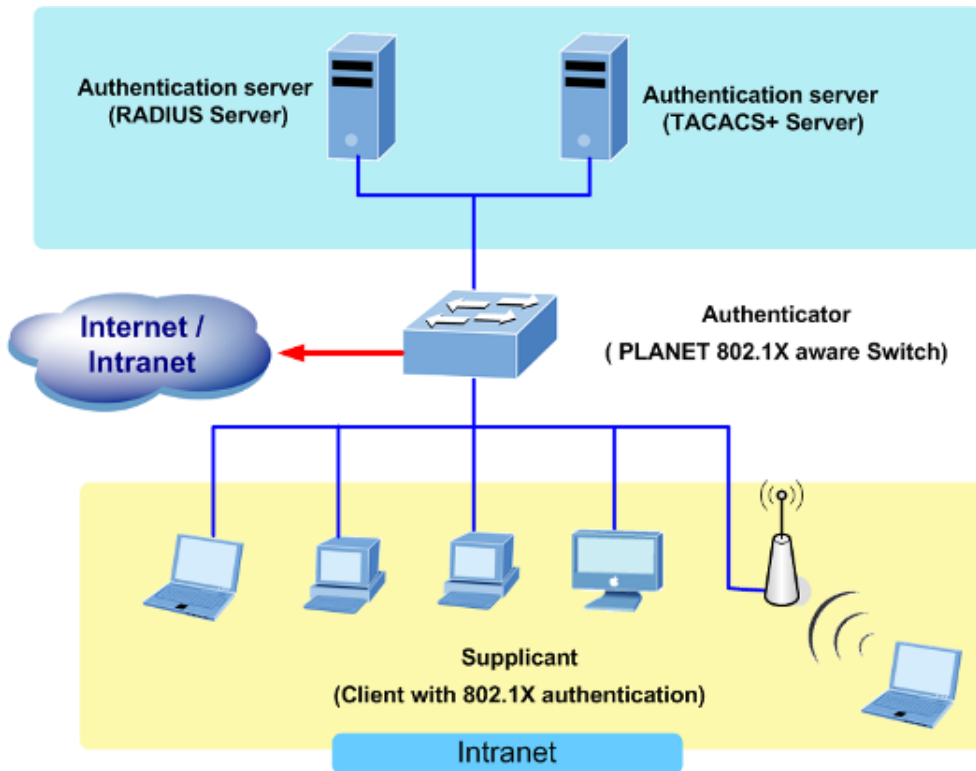 Authentication server
(RADIUS Server)
Authentication server
(TACACS+ Server)
Internet /
Intranet
Authenticator
( PLANET 802.1X aware Switch)
Supplicant
(Client with 802.1X authentication)
Intranet